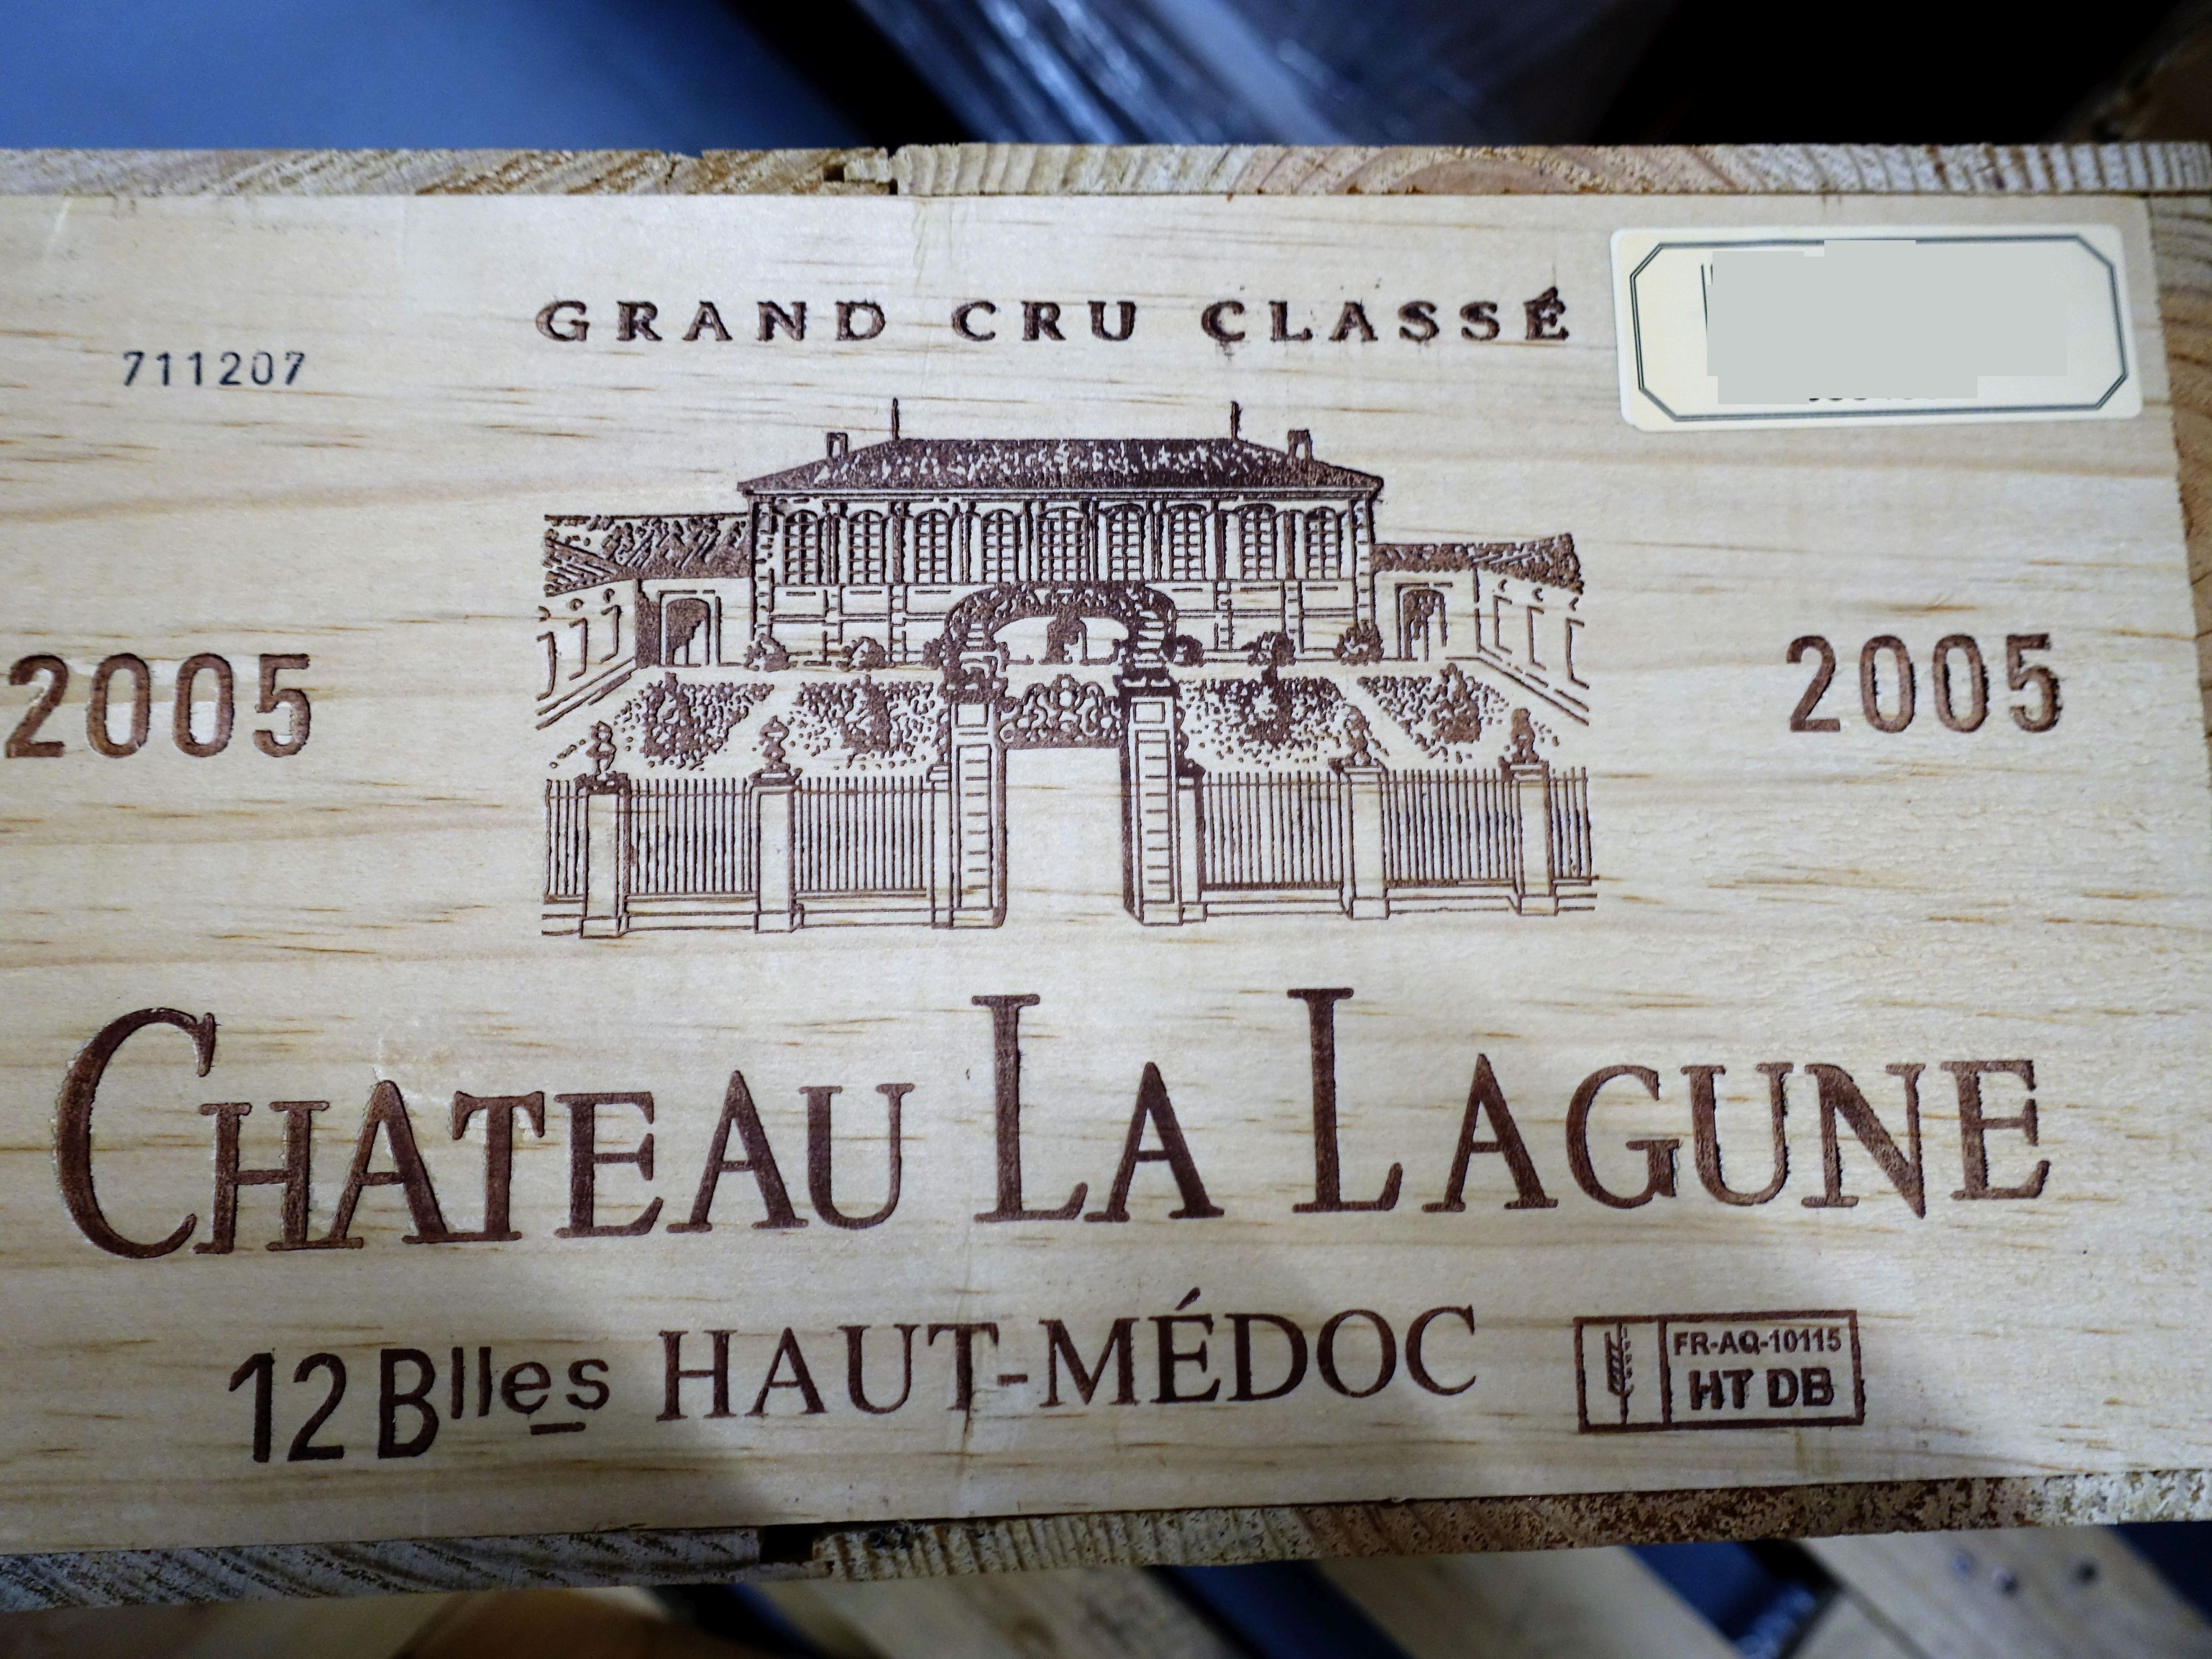 GRAND CRU CLASSÉ
711207
2005
2005
CHATEAU LA LAGUNE
12 Blles HAUT-MÉDOC
FR-AQ-10115
HT DB